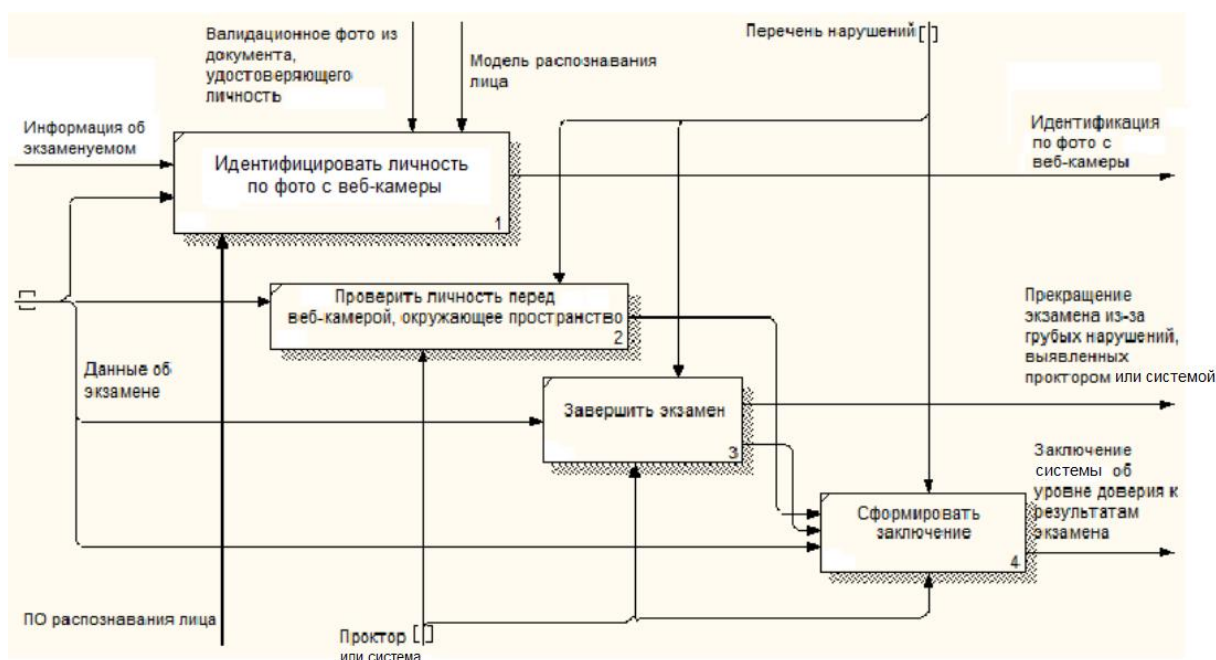 Валидационное фото из
документа,
удостоверяющего
личность
Модель распознавания
лица
Перечень нарушений
Информация об
экзаменуемом
Идентифицировать личность
по фото с веб-камеры
1
Идентификация
по фото с
веб-камеры
Проверить личность перед
веб-камерой, окружающее пространство
2
Прекращение
экзамена из-за
грубых нарушений,
выявленных
проктором или системой
Данные об
экзамене
Завершить экзамен
3
Заключение
системы об
уровне доверия к
результатам
экзамена
Сформировать
заключение
4
ПО распознавания лица
Проктор
или система